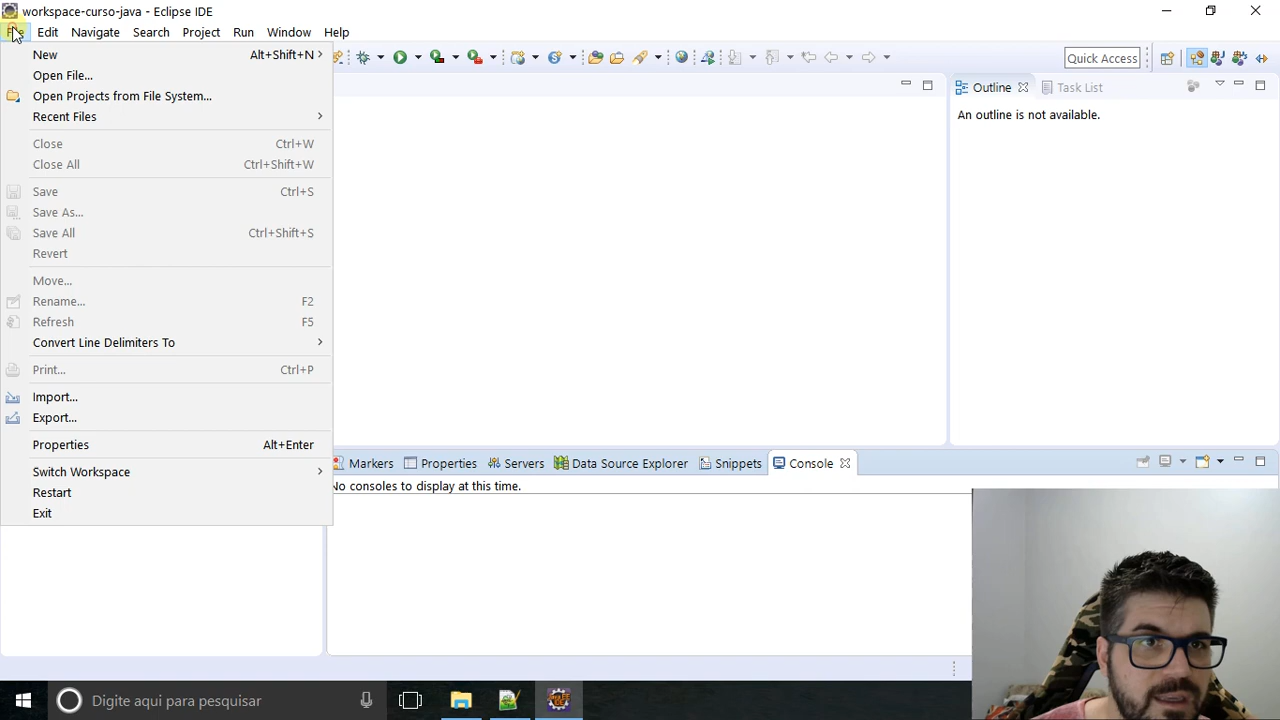 workspace-curso-java - Eclipse IDE
File Edit Navigate Search Project Run Window Help
New Alt+Shift+N
Open File...
Open Projects from File System...
Recent Files
Close Ctrl+W
Close All Ctrl+Shift+W
Save Ctrl+S
Save As...
Save All Ctrl+Shift+S
Revert
Move...
Rename... F2
Refresh F5
Convert Line Delimiters To
Print... Ctrl+P
Import...
Export...
Properties Alt+Enter
Switch Workspace
Restart
Exit
Quick Access
Outline Task List
An outline is not available.
Markers Properties Servers Data Source Explorer Snippets Console
No consoles to display at this time.
Digite aqui para pesquisar